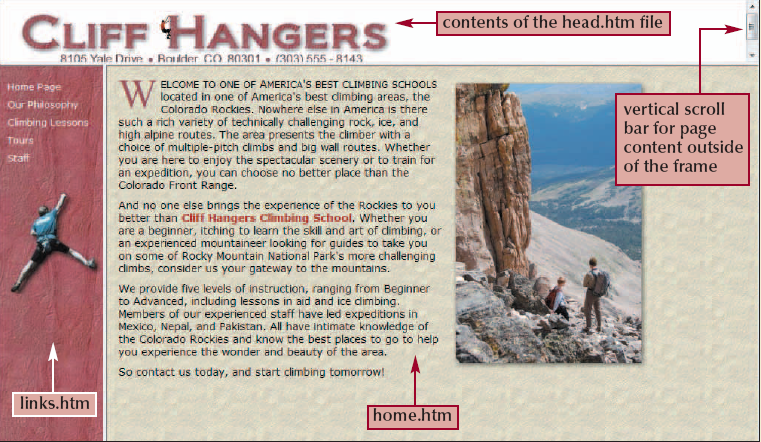 CLIFF HANGERS
8105 Yale Drive • Boulder, CO 80301 • (303) 555 - 8143
contents of the head.htm file
vertical scroll
bar for page
content outside
of the frame
Home Page
Our Philosophy
Climbing Lessons
Tours
Staff
links.htm
WELCOME TO ONE OF AMERICA'S BEST CLIMBING SCHOOLS
located in one of America's best climbing areas, the
Colorado Rockies. Nowhere else in America is there
such a rich variety of technically challenging rock, ice, and
high alpine routes. The area presents the climber with a
choice of multiple-pitch climbs and big wall routes. Whether
you are here to enjoy the spectacular scenery or to train for
an expedition, you can choose no better place than the
Colorado Front Range.
And no one else brings the experience of the Rockies to you
better than Cliff Hangers Climbing School. Whether you
are a beginner, itching to learn the skill and art of climbing, or
an experienced mountaineer looking for guides to take you
on some of Rocky Mountain National Park's more challenging
climbs, consider us your gateway to the mountains.
We provide five levels of instruction, ranging from Beginner
to Advanced, including lessons in aid and ice climbing.
Members of our experienced staff have led expeditions in
Mexico, Nepal, and Pakistan. All have intimate knowledge of
the Colorado Rockies and know the best places to go to help
you experience the wonder and beauty of the area.
So contact us today, and start climbing tomorrow!
home.htm